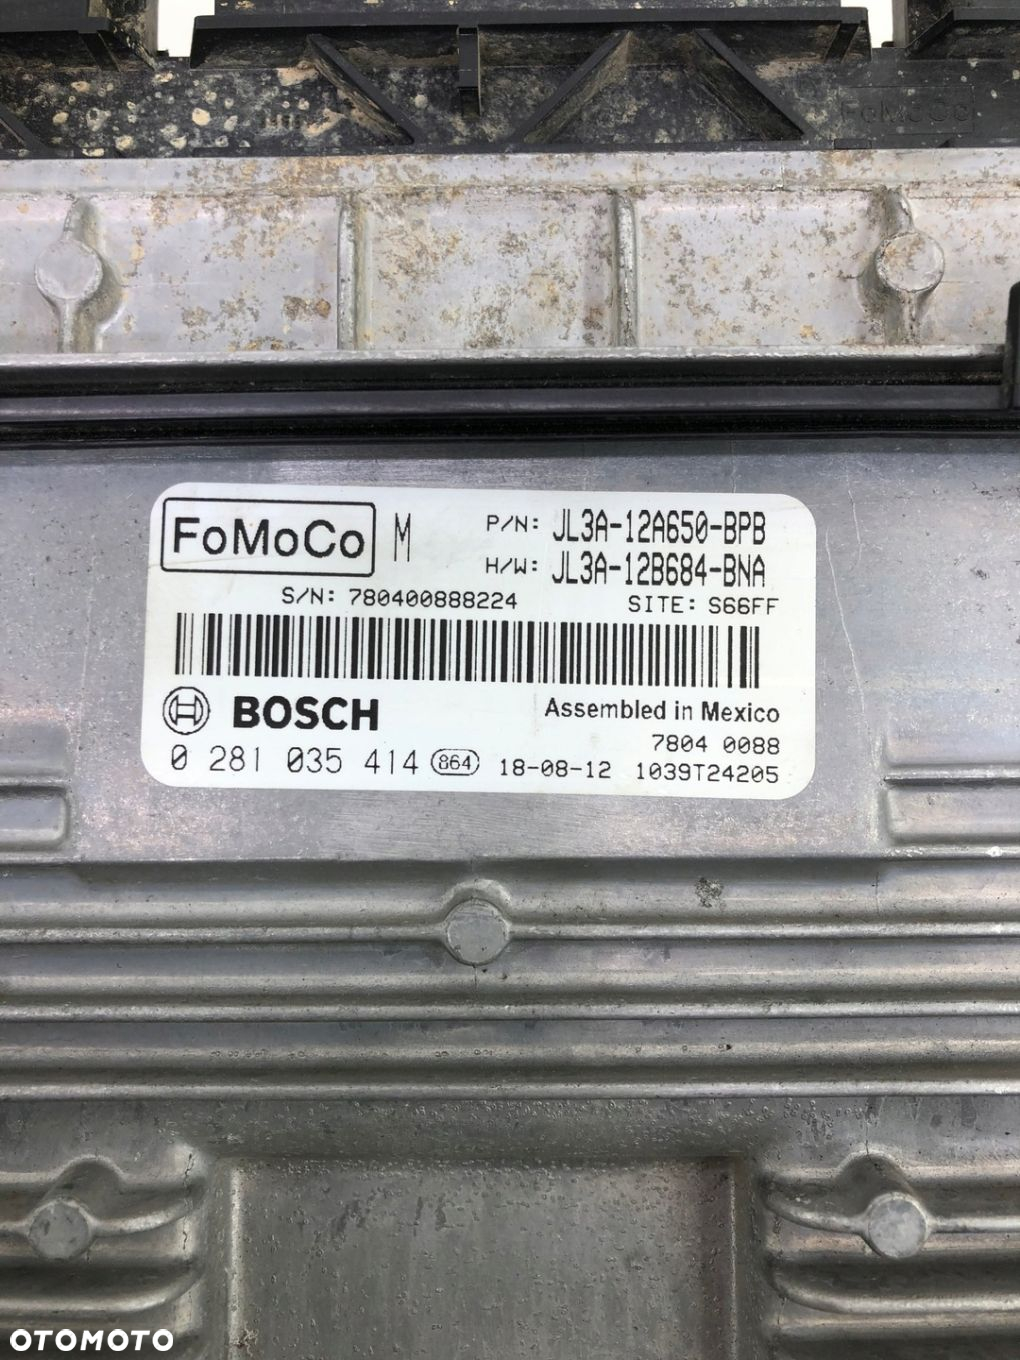 FoMoCo
FoMoCo M P/N: JL3A-12A650-BPB
H/W: JL3A-12B684-BNA
S/N: 780400888224 SITE: S66FF
BOSCH Assembled in Mexico
7804 0088
0 281 035 414 864 18-08-12 1039T24205
OTOMOTO